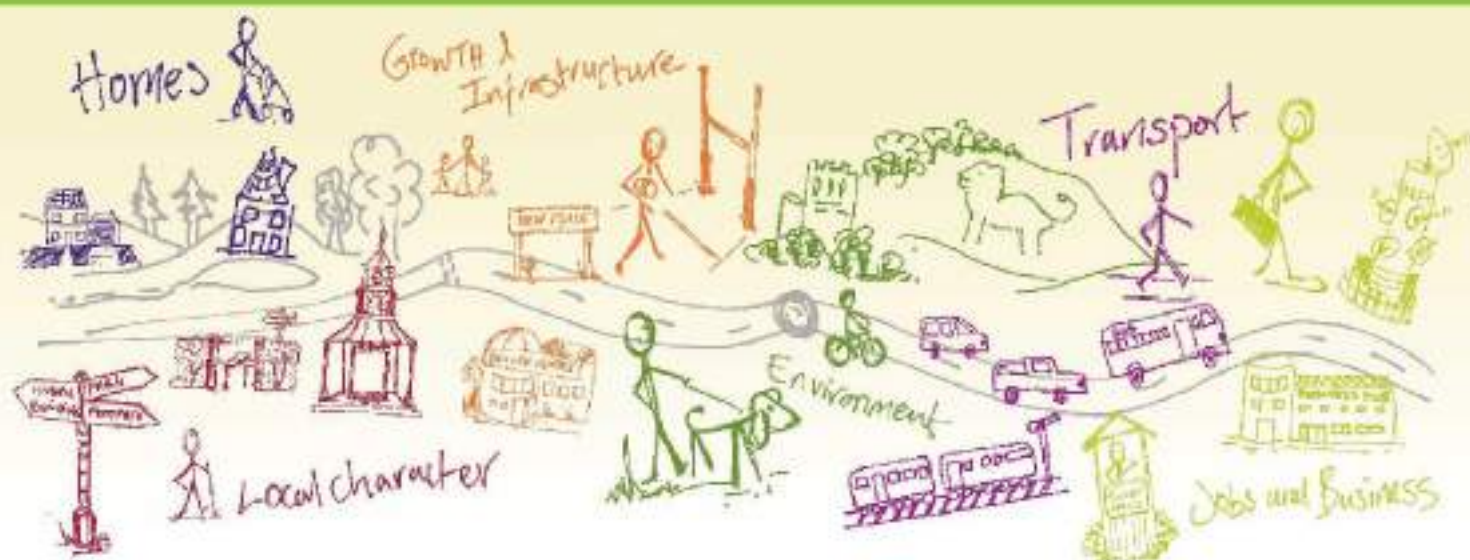 Homes
Growth &
Infrastructure
Transport
Environment
Local character
Jobs and Business